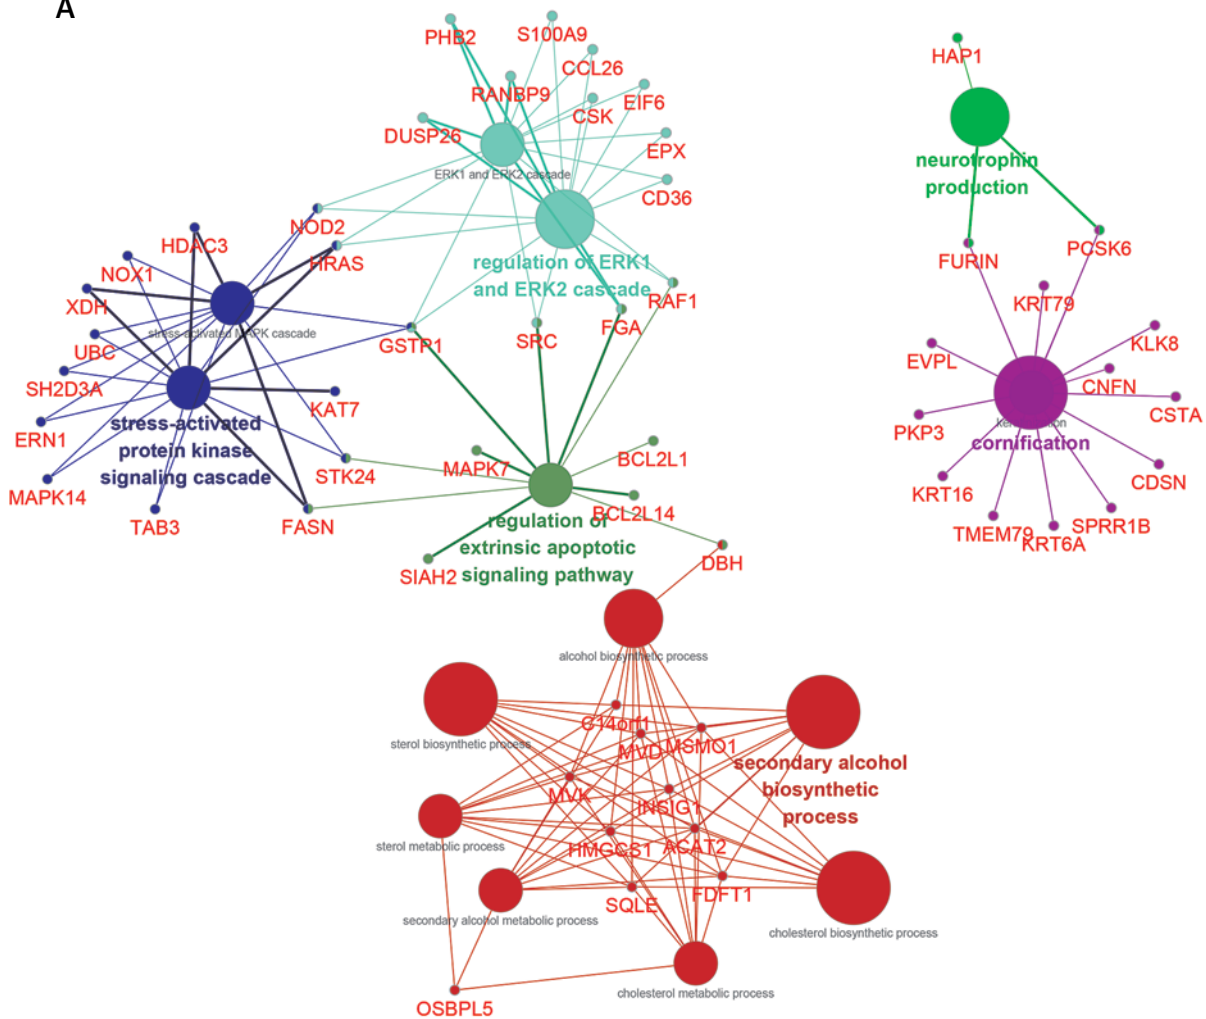 A
PHB2
S100A9
CCL26
RANBP9
EIF6
CSK
DUSP26
EPX
ERK1 and ERK2 cascade
CD36
NOD2
HDAC3
HRAS
NOX1
regulation of ERK1
and ERK2 cascade
XDH
RAF1
FGA
stress-activated MAPK cascade
SRC
GSTP1
UBC
SH2D3A
KAT7
ERN1
stress-activated
protein kinase
signaling cascade
STK24
MAPK14
TAB3
FASN
MAPK7
BCL2L1
BCL2L14
regulation of
extrinsic apoptotic
signaling pathway
SIAH2
DBH
HAP1
neurotrophin
production
FURIN
PCSK6
KRT79
KLK8
EVPL
CNFN
CSTA
PKP3
cornification
CDSN
KRT16
TMEM79
SPRR1B
KRT6A
alcohol biosynthetic process
C14orf1
sterol biosynthetic process
MVD
MSMO1
secondary alcohol
biosynthetic
process
MVK
INSIG1
sterol metabolic process
HMGCS1
ACAT2
FDFT1
SQLE
secondary alcohol metabolic process
cholesterol biosynthetic process
cholesterol metabolic process
OSBPL5